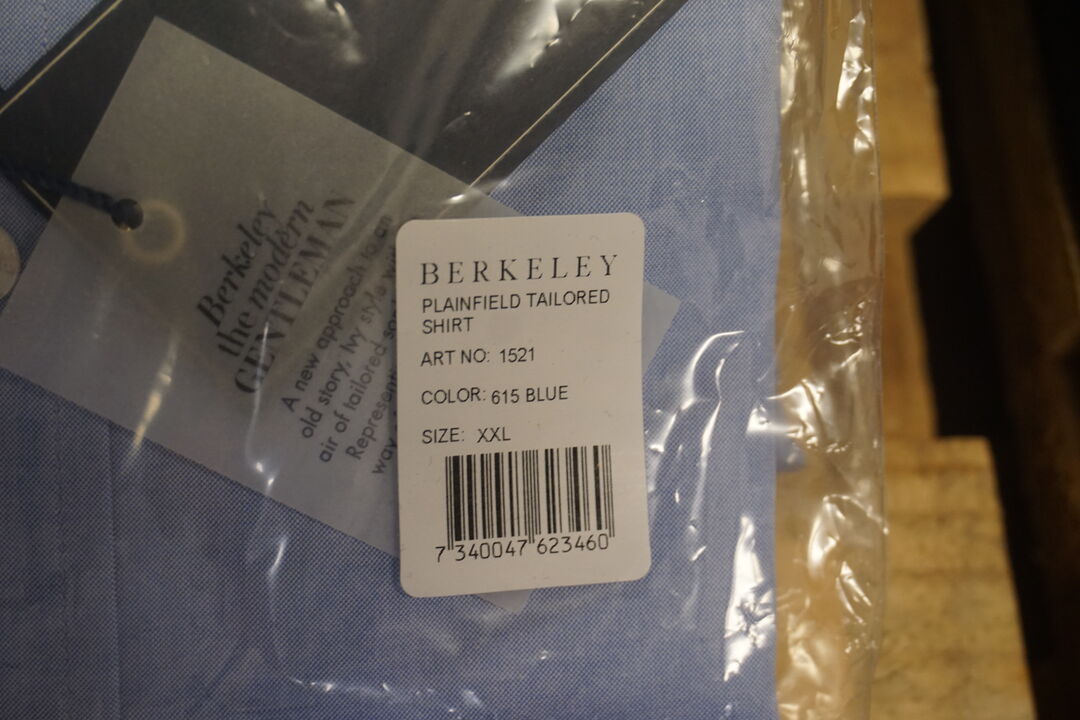 Berkeley
the modern
GENTLEMAN
A new approach to an
old story, Ivy style
air of tailored
way
BERKELEY
PLAINFIELD TAILORED
SHIRT
ART NO: 1521
COLOR: 615 BLUE
SIZE: XXL
7 340047 623460